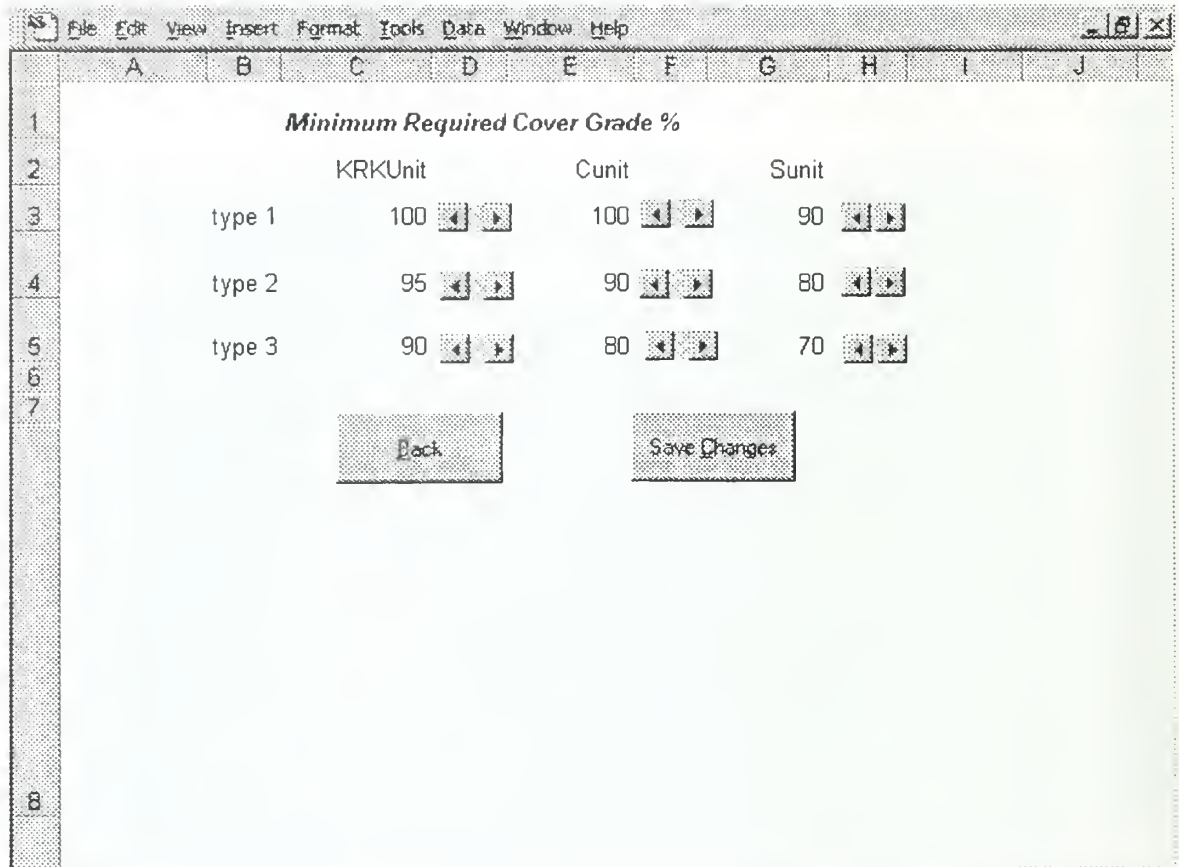 File Edit View Insert Format Tools Data Window Help
A B C D E F G H I J
1 Minimum Required Cover Grade %
2 KRKUnit Cunit Sunit
3 type 1 100 100 90
4 type 2 95 90 80
5 type 3 90 80 70
6
7
Back Save Changes
8